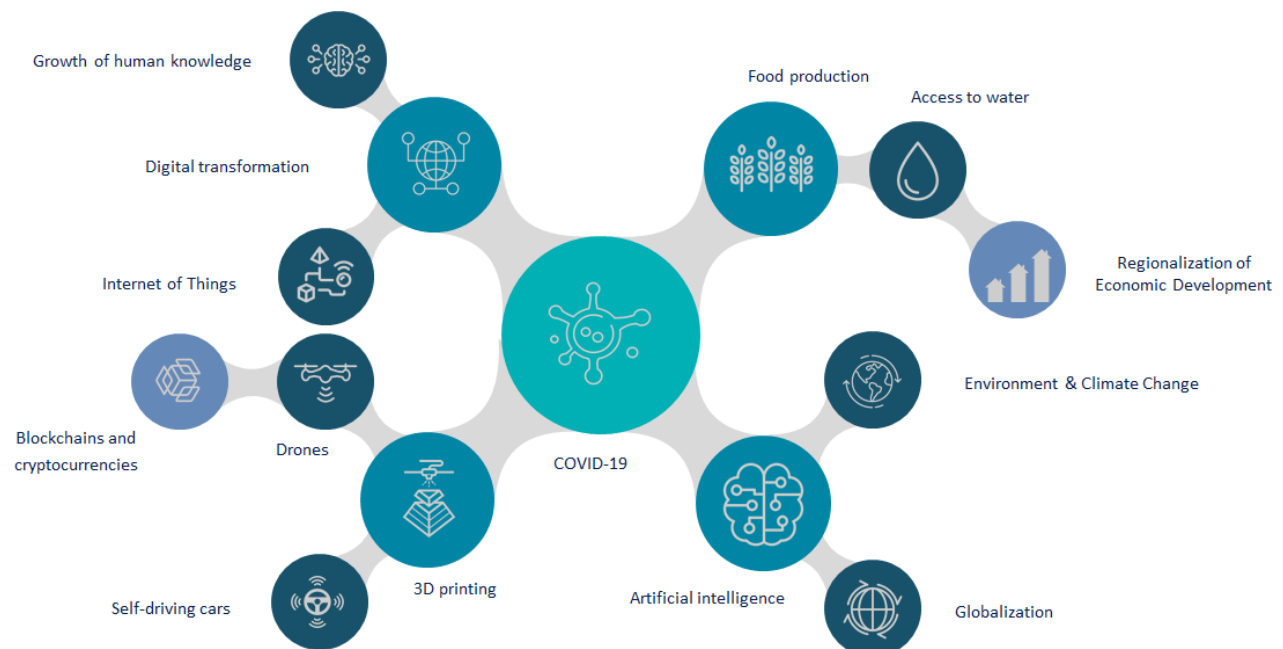 Growth of human knowledge
Food production
Access to water
Digital transformation
Regionalization of
Economic Development
Internet of Things
Environment & Climate Change
Blockchains and
cryptocurrencies
Drones
COVID-19
3D printing
Artificial intelligence
Self-driving cars
Globalization